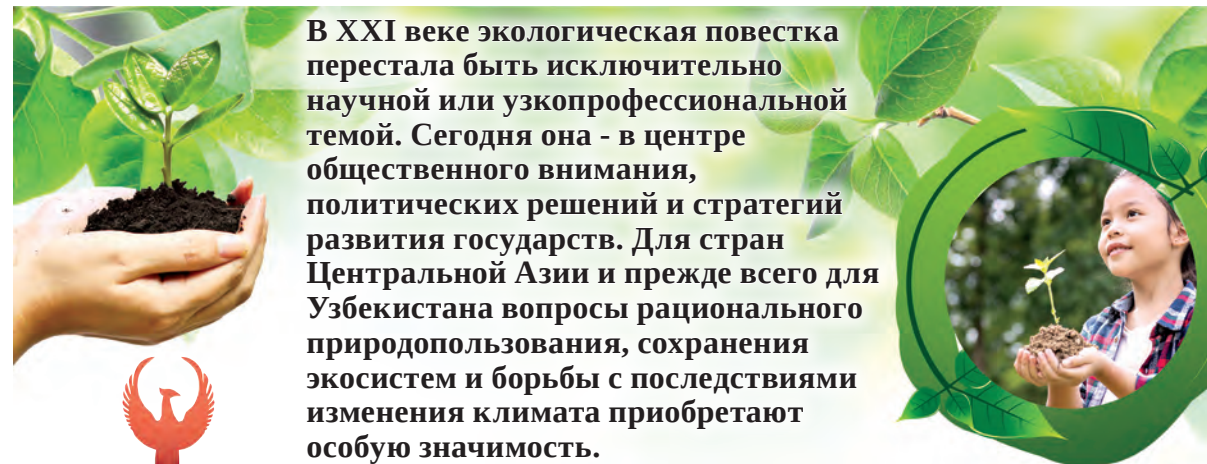 В XXI веке экологическая повестка
перестала быть исключительно
научной или узкопрофессиональной
темой. Сегодня она - в центре
общественного внимания,
политических решений и стратегий
развития государств. Для стран
Центральной Азии и прежде всего для
Узбекистана вопросы рационального
природопользования, сохранения
экосистем и борьбы с последствиями
изменения климата приобретают
особую значимость.